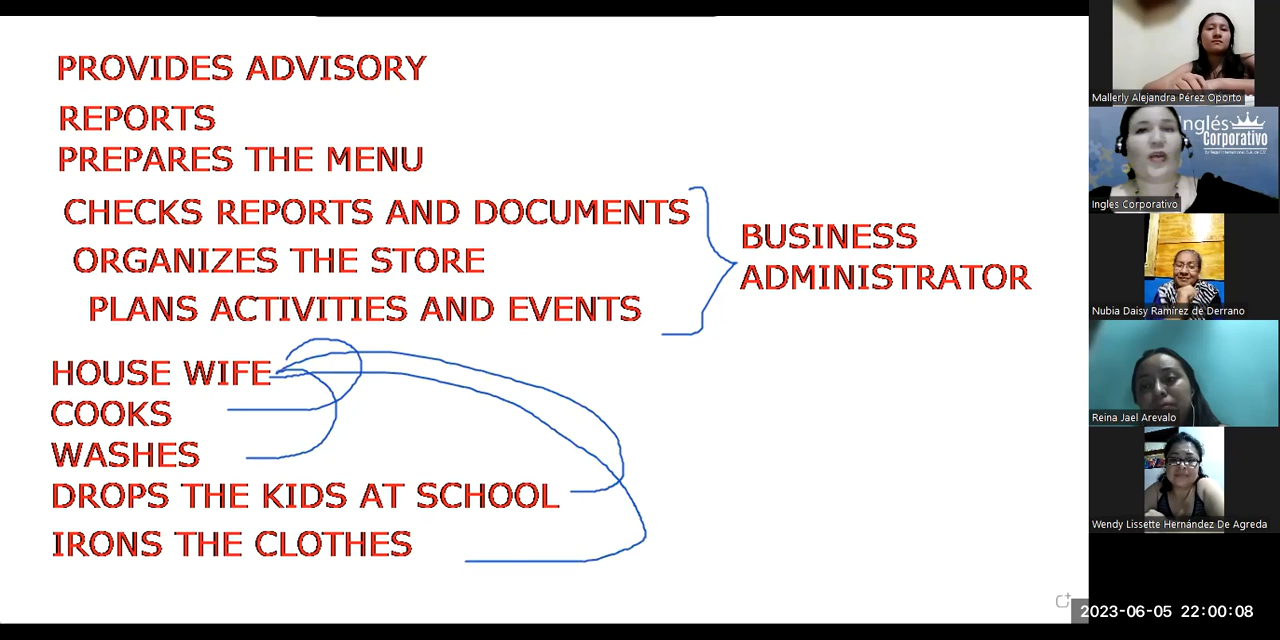 PROVIDES ADVISORY
REPORTS
PREPARES THE MENU
CHECKS REPORTS AND DOCUMENTS
ORGANIZES THE STORE
PLANS ACTIVITIES AND EVENTS
BUSINESS
ADMINISTRATOR
HOUSE WIFE
COOKS
WASHES
DROPS THE KIDS AT SCHOOL
IRONS THE CLOTHES
Mallerly Alejandra Pérez Oporto
Inglés
Corporativo
Ingles Corporativo
Nubia Daisy Ramírez de Derrano
Reina Jael Arevalo
Wendy Lissette Hernández De Agreda
2023-06-05 22:00:08